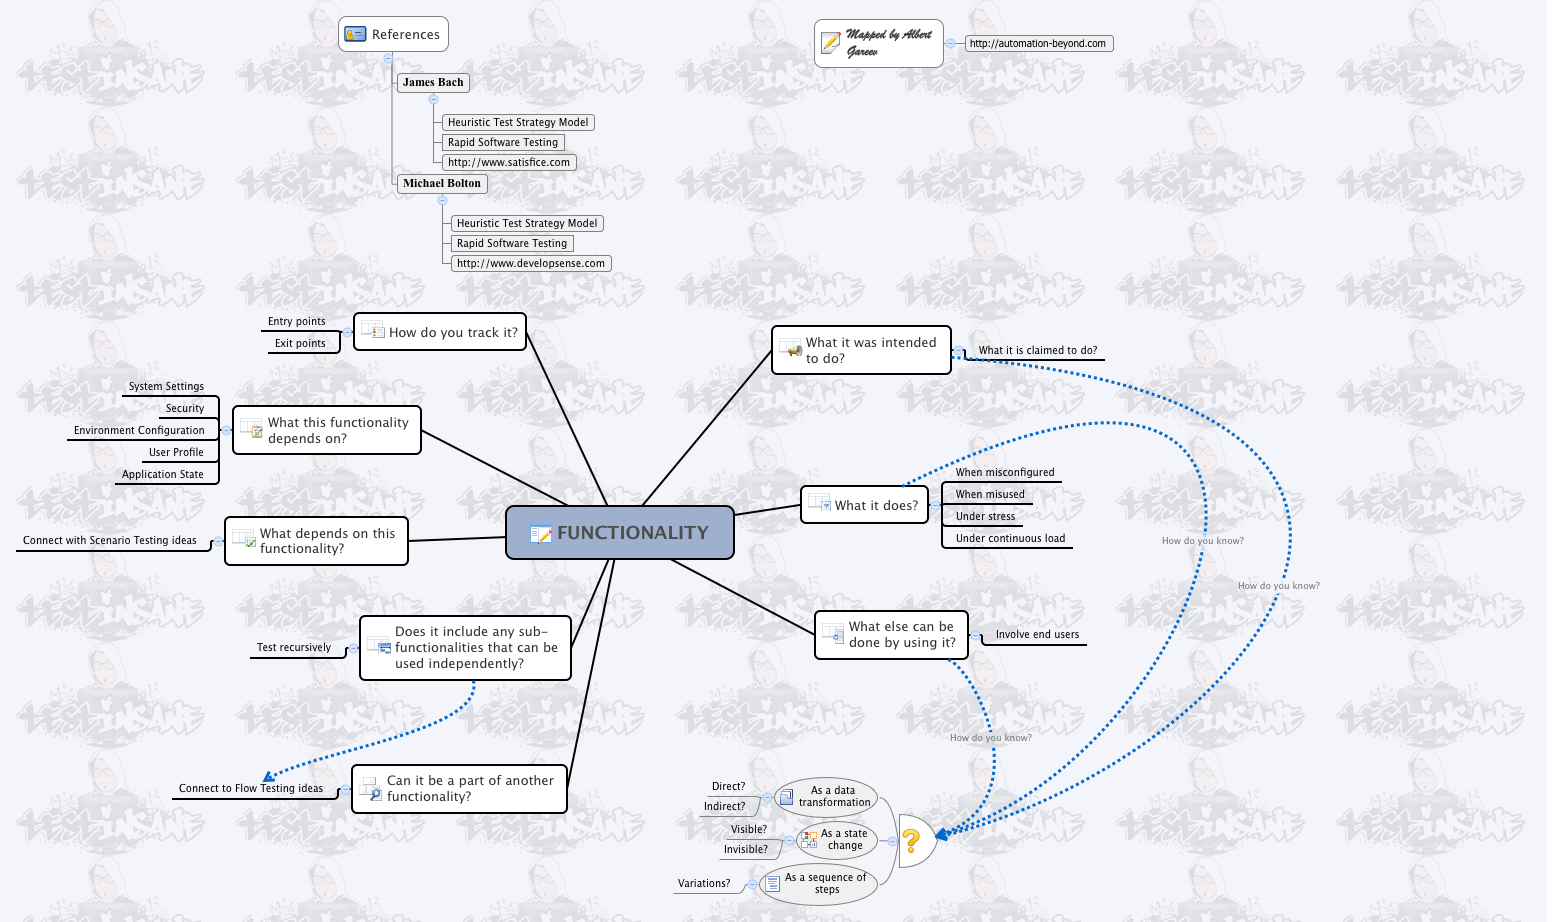 References
James Bach
Heuristic Test Strategy Model
Rapid Software Testing
http://www.satisfice.com
Michael Bolton
Heuristic Test Strategy Model
Rapid Software Testing
http://www.developsense.com
Mapped by Albert
Gareev
http://automation-beyond.com
How do you track it?
Entry points
Exit points
What this functionality
depends on?
System Settings
Security
Environment Configuration
User Profile
Application State
What depends on this
functionality?
Connect with Scenario Testing ideas
FUNCTIONALITY
Does it include any sub-
functionalities that can be
used independently?
Test recursively
Can it be a part of another
functionality?
Connect to Flow Testing ideas
What it was intended
to do?
What it is claimed to do?
What it does?
When misconfigured
When misused
Under stress
Under continuous load
How do you know?
How do you know?
What else can be
done by using it?
Involve end users
How do you know?
As a data
transformation
Direct?
Indirect?
As a state
change
Visible?
Invisible?
As a sequence of
steps
Variations?
?